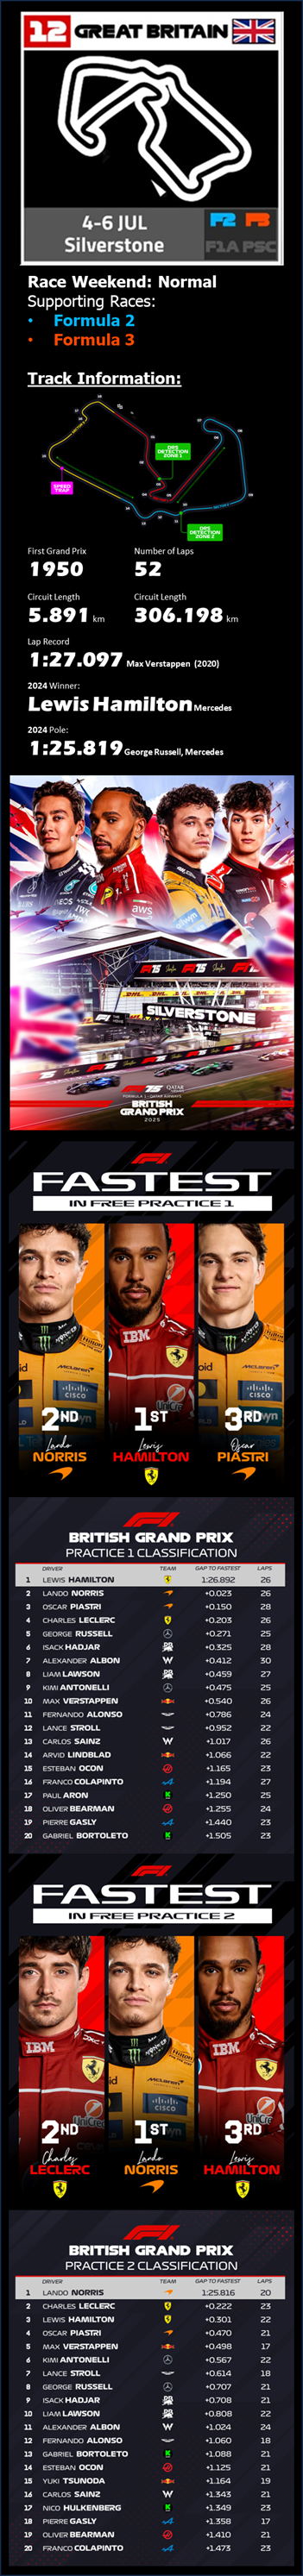 12 GREAT BRITAIN
4-6 JUL
Silverstone
F2 F3
F1A PSC
Race Weekend: Normal
Supporting Races:
• Formula 2
• Formula 3
Track Information:
DRS DETECTION ZONE 1
SPEED TRAP
DRS DETECTION ZONE 2
First Grand Prix
Number of Laps
1950
52
Circuit Length
Circuit Length
5.891 km
306.198 km
Lap Record
1:27.097 Max Verstappen (2020)
2024 Winner:
Lewis Hamilton Mercedes
2024 Pole:
1:25.819 George Russell, Mercedes
aws
SILVERSTONE
FORMULA 1 QATAR AIRWAYS
BRITISH
GRAND PRIX
2025
F1
FASTEST
IN FREE PRACTICE 1
IBM
2ND
1ST
3RD
Lando
Lewis
Oscar
NORRIS
HAMILTON
PIASTRI
F1
BRITISH GRAND PRIX
PRACTICE 1 CLASSIFICATION
DRIVER TEAM GAP TO FASTEST LAPS
1 LEWIS HAMILTON 1:26.892 26
2 LANDO NORRIS +0.023 26
3 OSCAR PIASTRI +0.150 28
4 CHARLES LECLERC +0.203 26
5 GEORGE RUSSELL +0.271 25
6 ISACK HADJAR +0.325 28
7 ALEXANDER ALBON +0.412 30
8 LIAM LAWSON +0.459 27
9 KIMI ANTONELLI +0.475 25
10 MAX VERSTAPPEN +0.540 26
11 FERNANDO ALONSO +0.786 24
12 LANCE STROLL +0.952 22
13 CARLOS SAINZ +1.017 26
14 ARVID LINDBLAD +1.066 22
15 ESTEBAN OCON +1.165 23
16 FRANCO COLAPINTO +1.194 27
17 PAUL ARON +1.250 25
18 OLIVER BEARMAN +1.255 24
19 PIERRE GASLY +1.440 23
20 GABRIEL BORTOLETO +1.505 23
F1
FASTEST
IN FREE PRACTICE 2
IBM
IBM
2ND
1ST
3RD
Charles
Lando
Lewis
LECLERC
NORRIS
HAMILTON
F1
BRITISH GRAND PRIX
PRACTICE 2 CLASSIFICATION
DRIVER TEAM GAP TO FASTEST LAPS
1 LANDO NORRIS 1:25.816 20
2 CHARLES LECLERC +0.222 23
3 LEWIS HAMILTON +0.301 22
4 OSCAR PIASTRI +0.470 21
5 MAX VERSTAPPEN +0.498 17
6 KIMI ANTONELLI +0.567 22
7 LANCE STROLL +0.614 18
8 GEORGE RUSSELL +0.707 21
9 ISACK HADJAR +0.708 21
10 LIAM LAWSON +0.808 22
11 ALEXANDER ALBON +1.024 24
12 FERNANDO ALONSO +1.060 18
13 GABRIEL BORTOLETO +1.088 21
14 ESTEBAN OCON +1.125 21
15 YUKI TSUNODA +1.164 19
16 CARLOS SAINZ +1.343 21
17 NICO HULKENBERG +1.349 23
18 PIERRE GASLY +1.358 17
19 OLIVER BEARMAN +1.410 21
20 FRANCO COLAPINTO +1.473 23